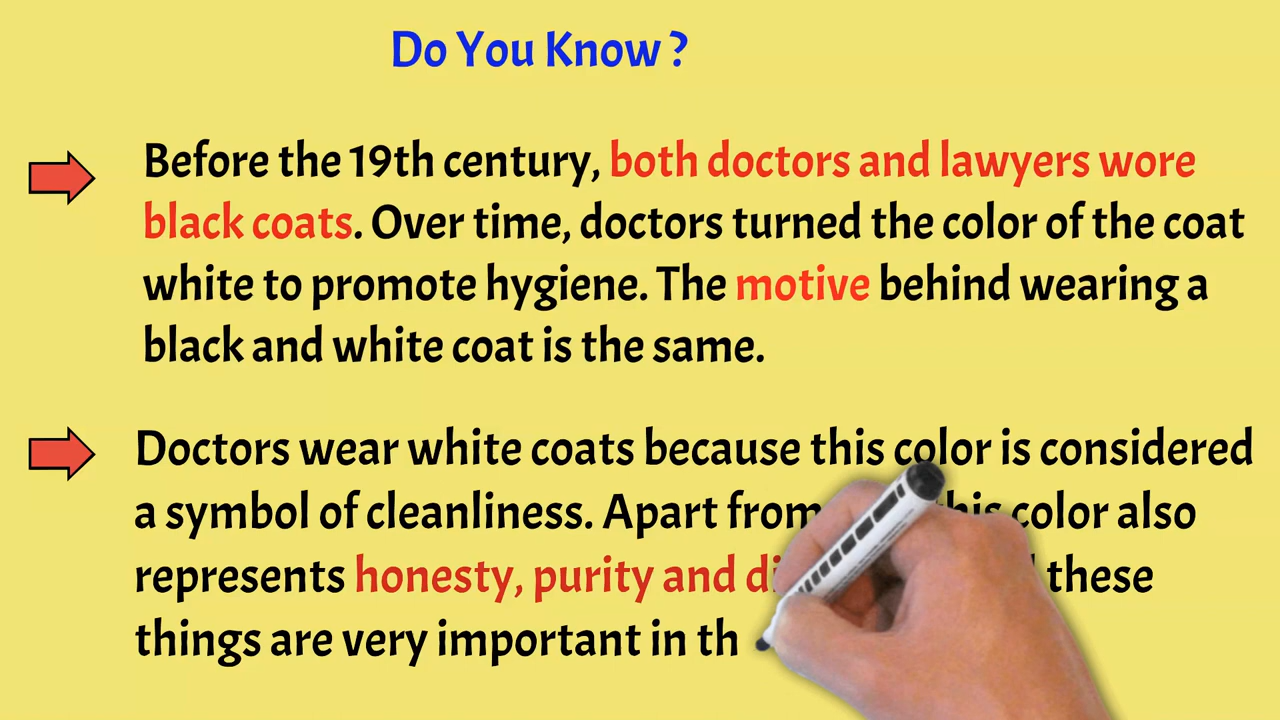 Do You Know ?
Before the 19th century, both doctors and lawyers wore
black coats. Over time, doctors turned the color of the coat
white to promote hygiene. The motive behind wearing a
black and white coat is the same.
Doctors wear white coats because this color is considered
a symbol of cleanliness. Apart from color also
represents honesty, purity and these
things are very important in th